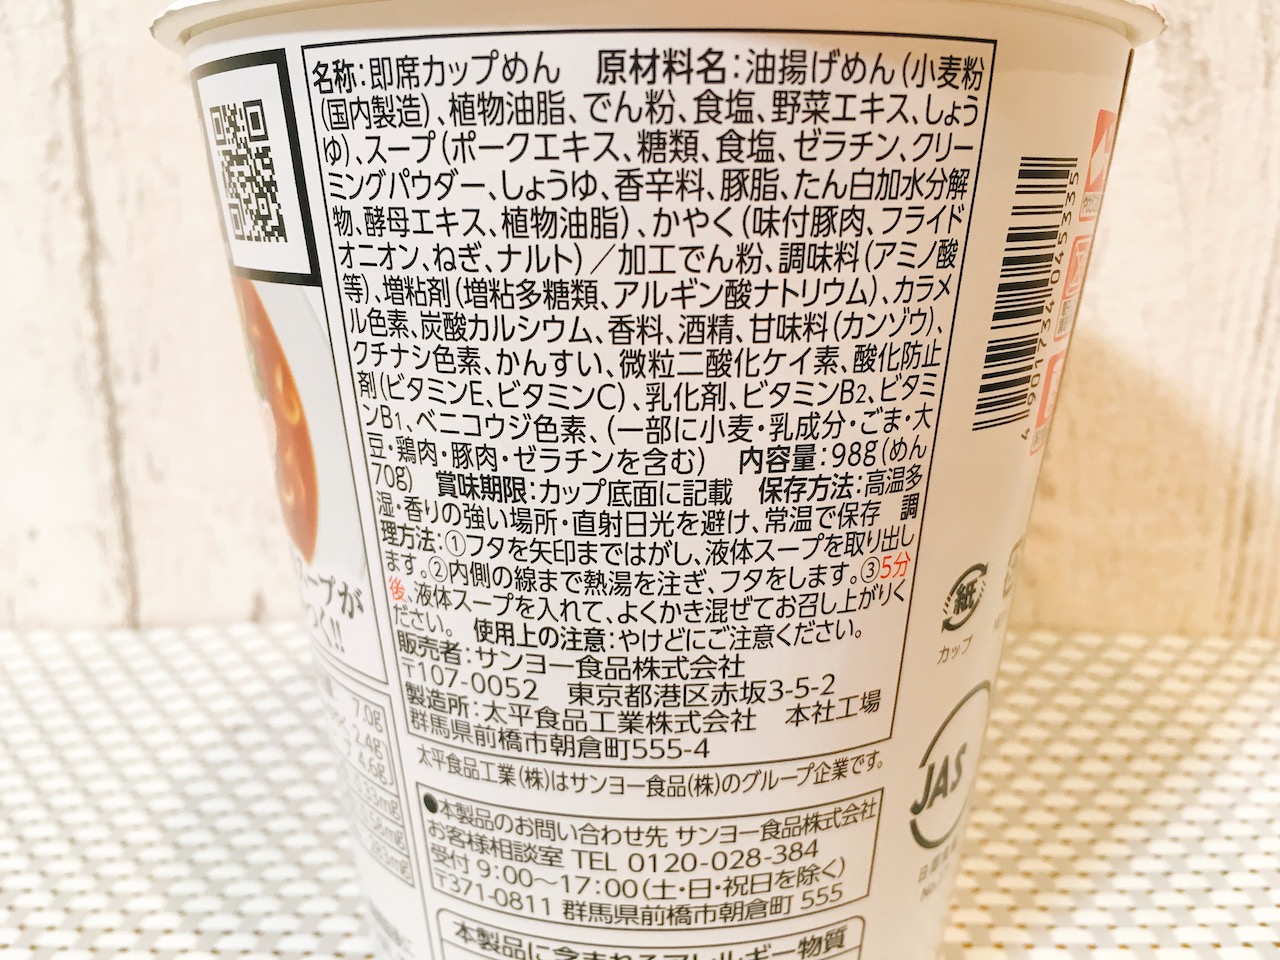 名称：即席カップめん　原材料名：油揚げめん（小麦粉
（国内製造）、植物油脂、でん粉、食塩、野菜エキス、しょう
ゆ）、スープ（ポークエキス、糖類、食塩、ゼラチン、クリー
ミングパウダー、しょうゆ、香辛料、豚脂、たん白加水分解
物、酵母エキス、植物油脂）、かやく（味付豚肉、フライド
オニオン、ねぎ、ナルト）／加工でん粉、調味料（アミノ酸
等）、増粘剤（増粘多糖類、アルギン酸ナトリウム）、カラメ
ル色素、炭酸カルシウム、香料、酒精、甘味料（カンゾウ）、
クチナシ色素、かんすい、微粒二酸化ケイ素、酸化防止
剤（ビタミンE、ビタミンC）、乳化剤、ビタミンB2、ビタミ
ンB1、ベニコウジ色素、（一部に小麦・乳成分・ごま・大
豆・鶏肉・豚肉・ゼラチンを含む）　内容量：98g（めん
70g）　賞味期限：カップ底面に記載　保存方法：高温多
湿・香りの強い場所・直射日光を避け、常温で保存　調
理方法：①フタを矢印まではがし、液体スープを取り出し
ます。②内側の線まで熱湯を注ぎ、フタをします。③5分
後、液体スープを入れて、よくかき混ぜてお召し上がりく
ださい。　使用上の注意：やけどにご注意ください。
販売者：サンヨー食品株式会社
〒107-0052　東京都港区赤坂3-5-2
製造所：太平食品工業株式会社　本社工場
群馬県前橋市朝倉町555-4
太平食品工業（株）はサンヨー食品（株）のグループ企業です。
●本製品のお問い合わせ先 サンヨー食品株式会社
お客様相談室 TEL 0120-028-384
受付 9:00〜17:00（土・日・祝日を除く）
〒371-0811 群馬県前橋市朝倉町 555
本製品に含まれるアレルギー物質
ープが
!!
7.0g
2.4g
4.6g
4 901734 045335
紙
カップ
JAS